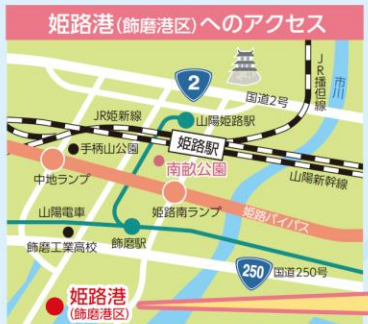 姫路港(飾磨港区)へのアクセス
2
国道2号
JR播但線
市川
JR姫新線
山陽姫路駅
姫路駅
手柄山公園
南畝公園
中地ランプ
山陽新幹線
山陽電車
姫路南ランプ
姫路バイパス
飾磨工業高校
飾磨駅
250
国道250号
姫路港
(飾磨港区)